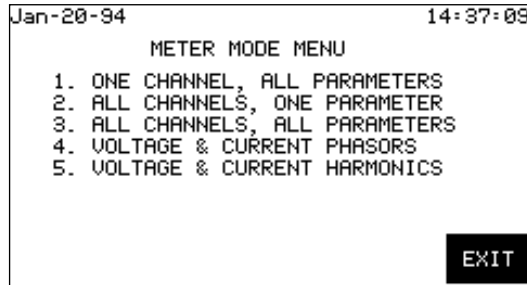 Jan-20-94 14:37:09
METER MODE MENU
1. ONE CHANNEL, ALL PARAMETERS
2. ALL CHANNELS, ONE PARAMETER
3. ALL CHANNELS, ALL PARAMETERS
4. VOLTAGE & CURRENT PHASORS
5. VOLTAGE & CURRENT HARMONICS
EXIT